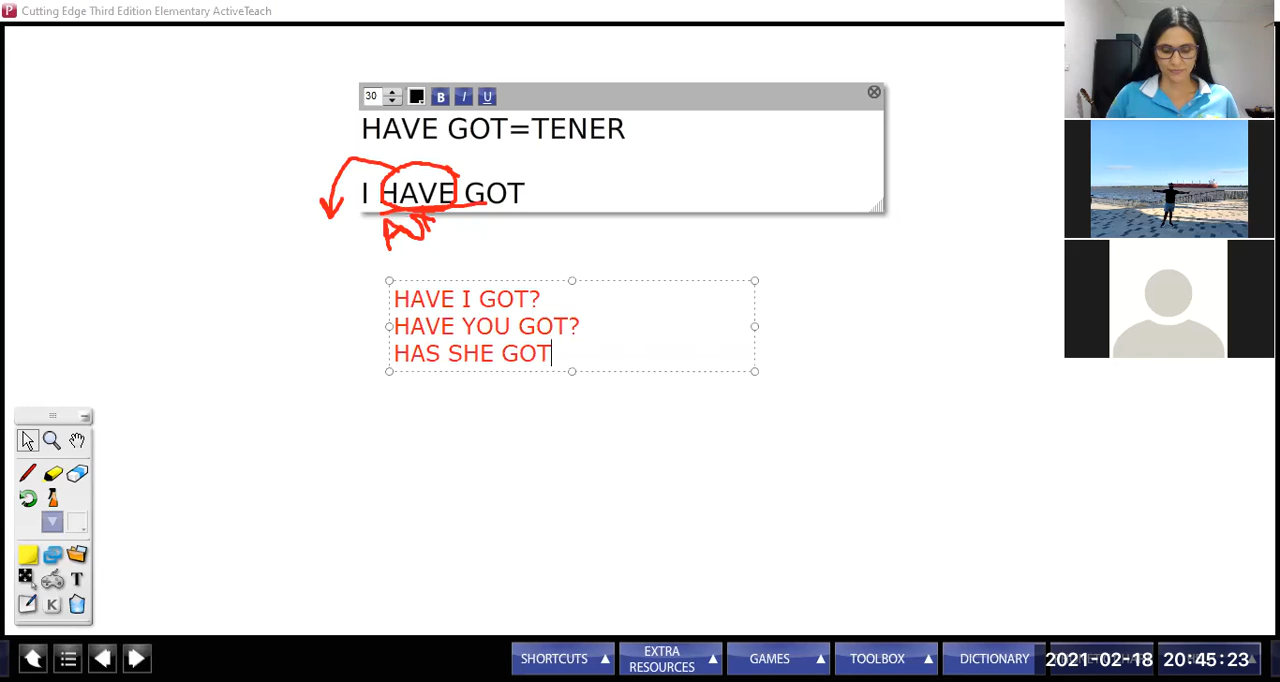 Cutting Edge Third Edition Elementary ActiveTeach
30 B I U
HAVE GOT=TENER
I HAVE GOT
HAVE I GOT?
HAVE YOU GOT?
HAS SHE GOT
T
K
SHORTCUTS
EXTRA
RESOURCES
GAMES
TOOLBOX
DICTIONARY
2021-02-18 20:45:23